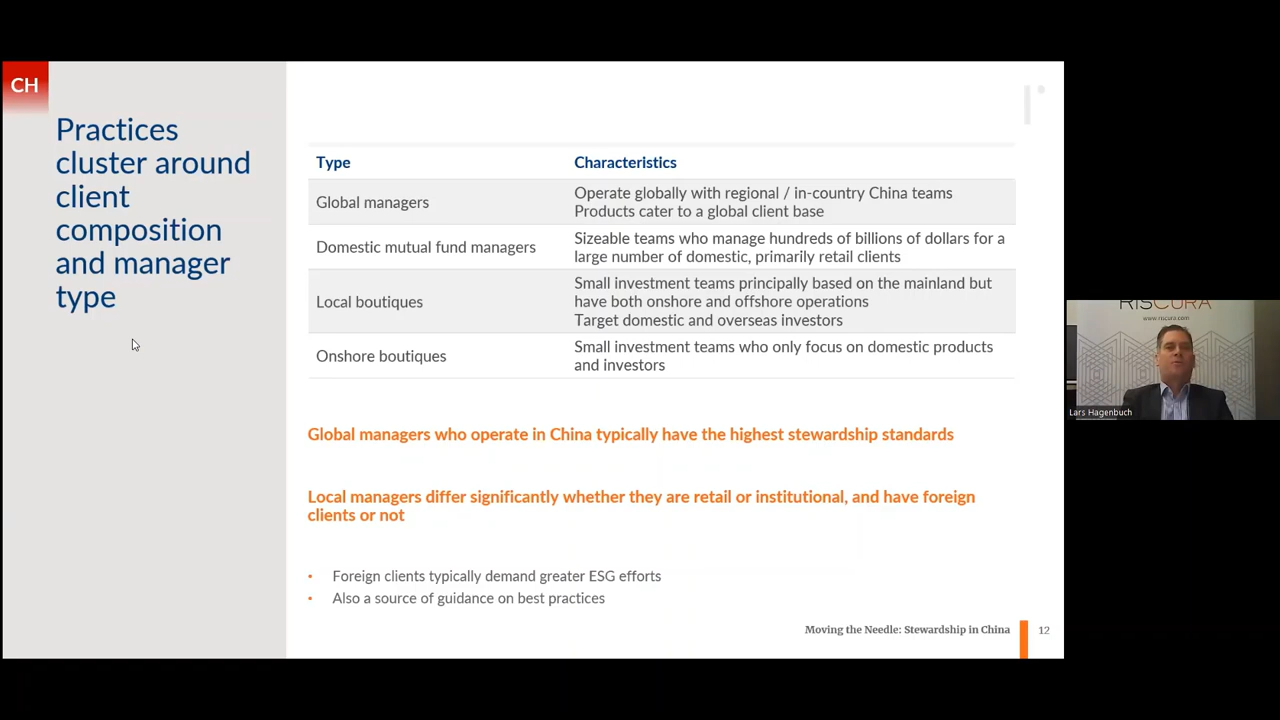 CH
Practices
cluster around
client
composition
and manager
type
Type Characteristics
Global managers
Operate globally with regional / in-country China teams
Products cater to a global client base
Domestic mutual fund managers
Sizeable teams who manage hundreds of billions of dollars for a
large number of domestic, primarily retail clients
Local boutiques
Small investment teams principally based on the mainland but
have both onshore and offshore operations
Target domestic and overseas investors
Onshore boutiques
Small investment teams who only focus on domestic products
and investors
Global managers who operate in China typically have the highest stewardship standards
Local managers differ significantly whether they are retail or institutional, and have foreign
clients or not
• Foreign clients typically demand greater ESG efforts
• Also a source of guidance on best practices
Moving the Needle: Stewardship in China 12
RISCURA
www.riscura.com
Lars Hagenbuch